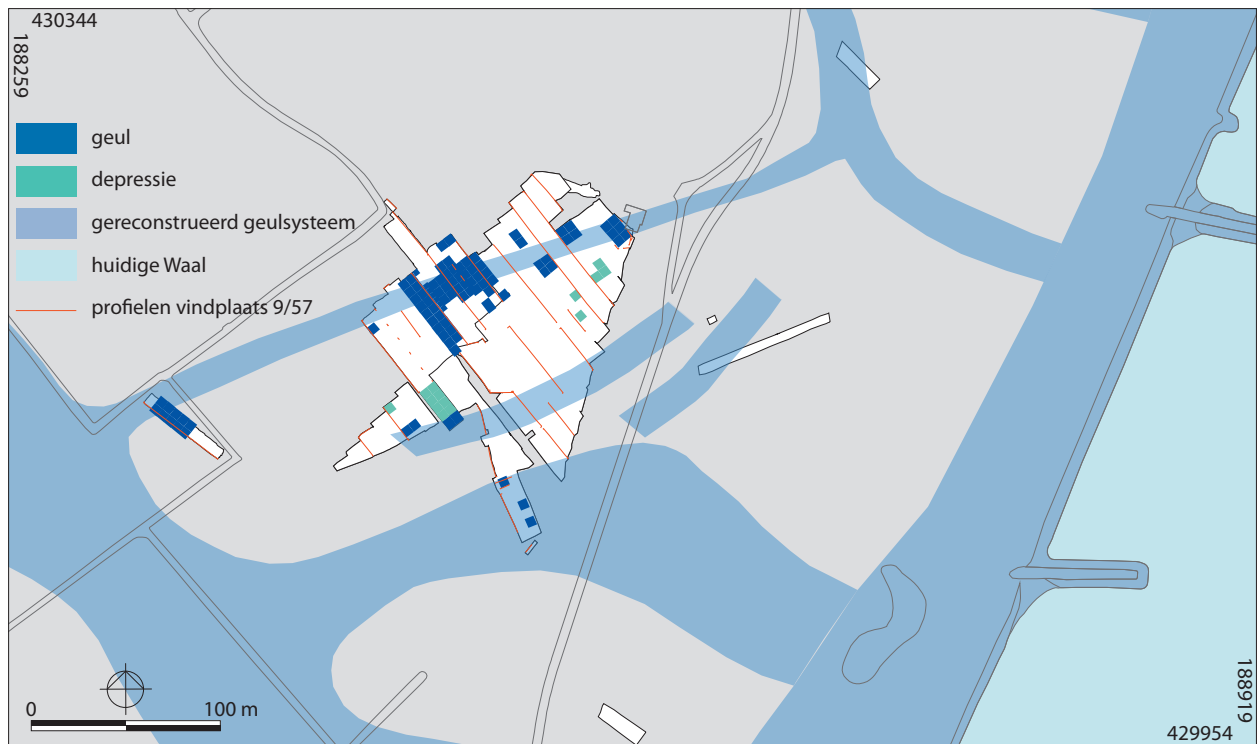 430344
188259
geul
depressie
gereconstrueerd geulsysteem
huidige Waal
profielen vindplaats 9/57
0 100 m
188919
429954